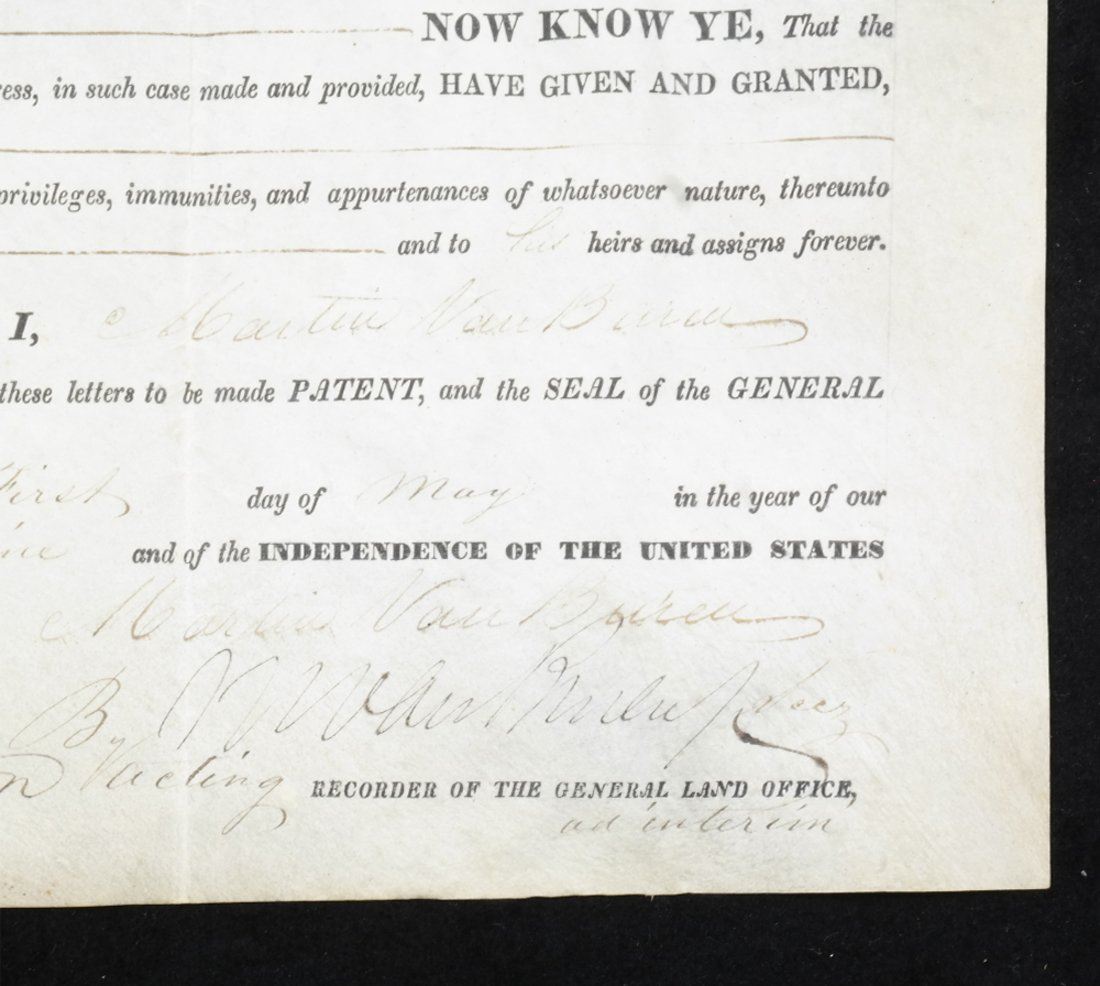 NOW KNOW YE, That the
ress, in such case made and provided, HAVE GIVEN AND GRANTED,
privileges, immunities, and appurtenances of whatsoever nature, thereunto
and to his heirs and assigns forever.
I, Martin Van Buren
these letters to be made PATENT, and the SEAL of the GENERAL
First day of May in the year of our
and of the INDEPENDENCE OF THE UNITED STATES
Martin Van Buren
By Van Buren Jr Secy
Acting RECORDER OF THE GENERAL LAND OFFICE,
ad interim